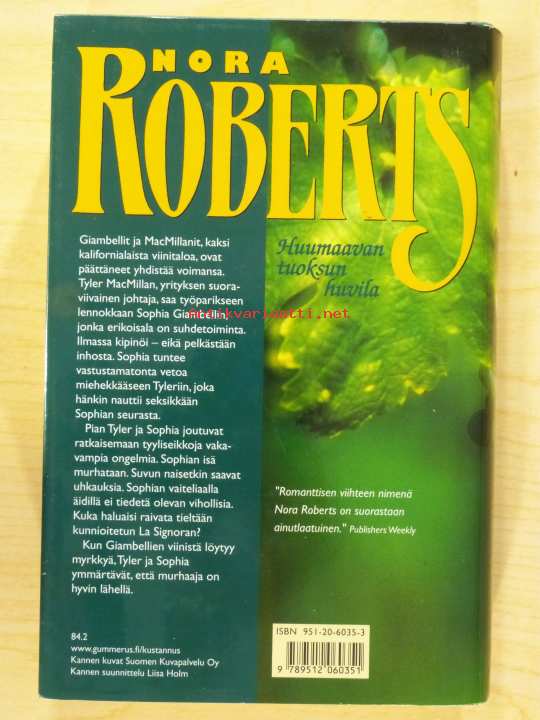 NORA
ROBERTS
Huumaavan
tuoksun
huvila
Giambellit ja MacMillanit, kaksi
kalifornialaista viinitaloa, ovat
päättäneet yhdistää voimansa.
Tyler MacMillan, yrityksen suora-
viivainen johtaja, saa työparikseen
lennokkaan Sophia Giambellin,
jonka erikoisala on suhdetoiminta.
Ilmassa kipinöi – eikä pelkästään
inhosta. Sophia tuntee
vastustamatonta vetoa
miehekkääseen Tyleriin, joka
hänkin nauttii seksikkään
Sophian seurasta.
Pian Tyler ja Sophia joutuvat
ratkaisemaan tyyliseikkoja vaka-
vampia ongelmia. Sophian isä
murhataan. Suvun naisetkin saavat
uhkauksia. Sophian vaiteliaalla
äidillä ei tiedetä olevan vihollisia.
Kuka haluaisi raivata tieltään
kunnioitetun La Signoran?
Kun Giambellien viinistä löytyy
myrkkyä, Tyler ja Sophia
ymmärtävät, että murhaaja on
hyvin lähellä.
Antikvariaatti.net
"Romanttisen viihteen nimenä
Nora Roberts on suorastaan
ainutlaatuinen." Publishers Weekly
84.2
www.gummerus.fi/kustannus
Kannen kuvat Suomen Kuvapalvelu Oy
Kannen suunnittelu Liisa Holm
ISBN 951-20-6035-3
9 789512 060351